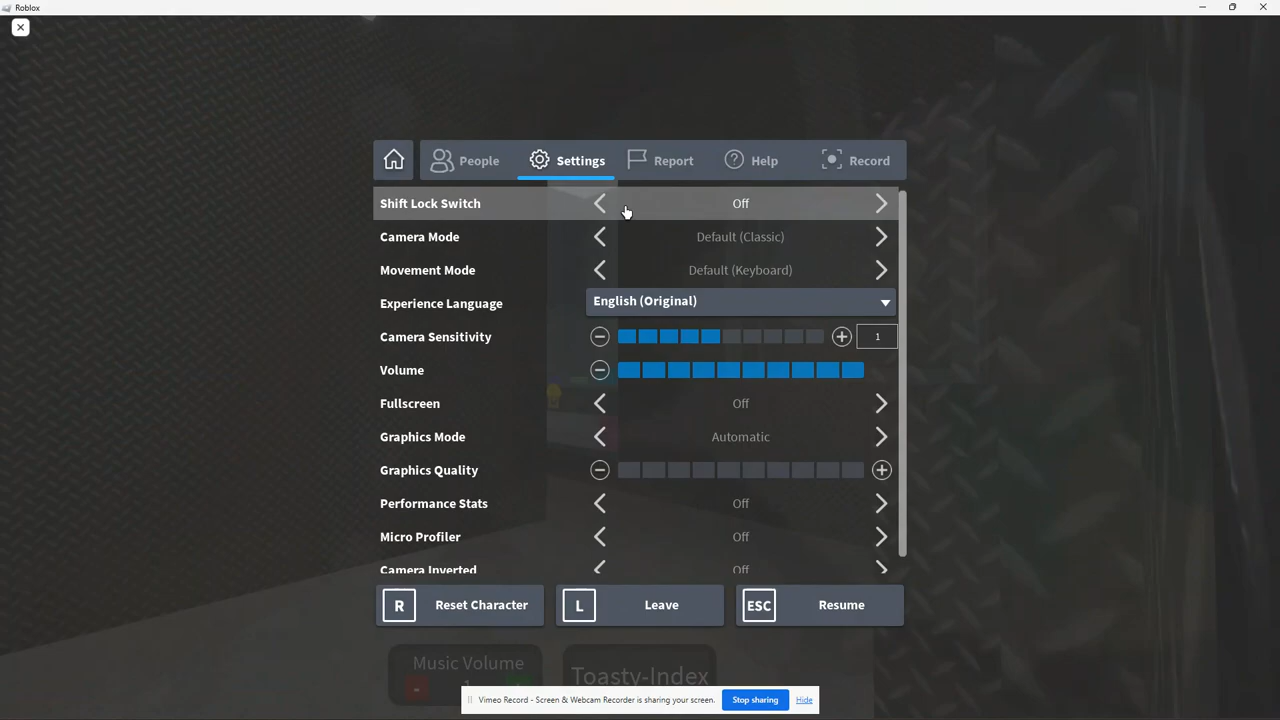 Roblox
People
Settings
Report
Help
Record
Shift Lock Switch
Off
Camera Mode
Default (Classic)
Movement Mode
Default (Keyboard)
Experience Language
English (Original)
Camera Sensitivity
1
Volume
Fullscreen
Off
Graphics Mode
Automatic
Graphics Quality
Performance Stats
Off
Micro Profiler
Off
Camera Inverted
Off
R Reset Character
L Leave
ESC Resume
Music Volume
1
Toasty-Index
Vimeo Record - Screen & Webcam Recorder is sharing your screen.
Stop sharing
Hide